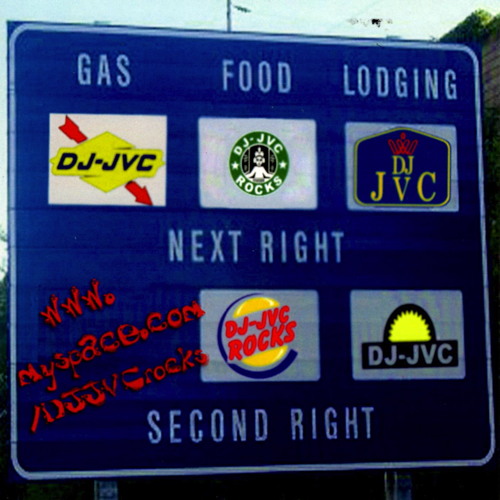 GAS FOOD LODGING
DJ-JVC
DJ-JVC
ROCKS
DJ
JVC
NEXT RIGHT
www.
myspace.com
/DJJVCrocks
DJ-JVC
ROCKS
DJ-JVC
SECOND RIGHT